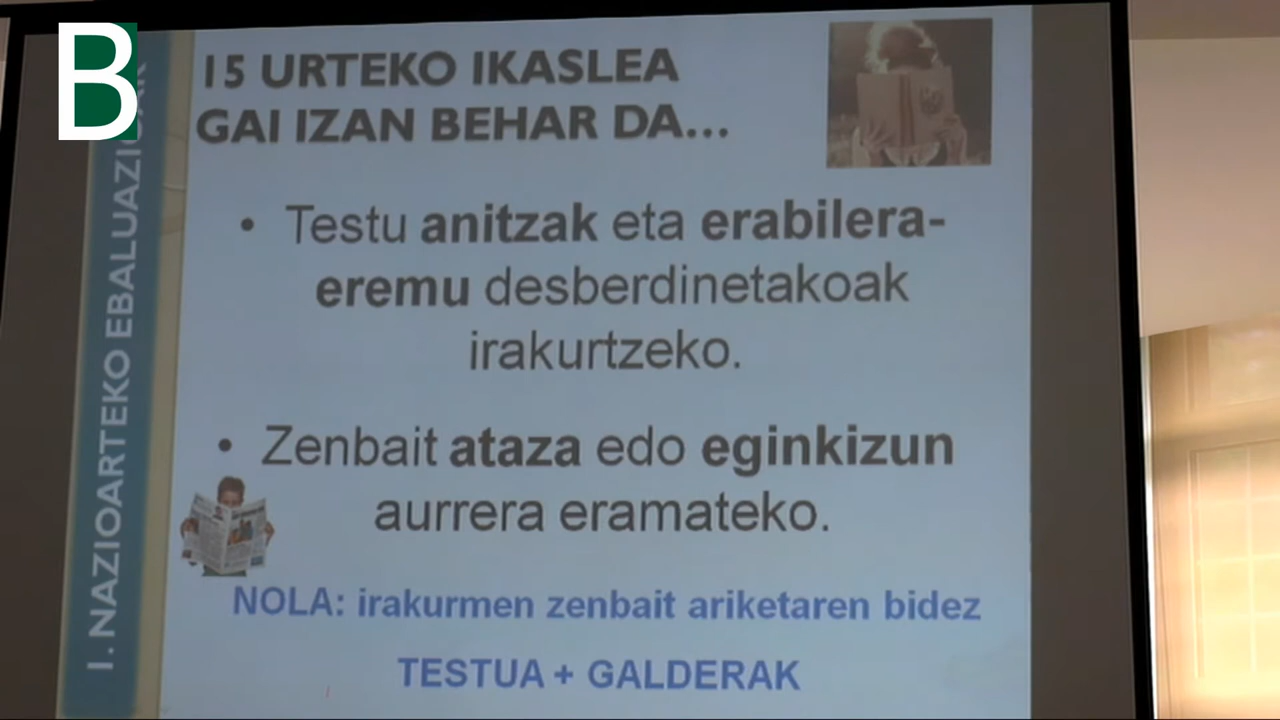 B
15 URTEKO IKASLEA
GAI IZAN BEHAR DA...
• Testu anitzak eta erabilera-
eremu desberdinetakoak
irakurtzeko.
• Zenbait ataza edo eginkizun
aurrera eramateko.
NOLA: irakurmen zenbait ariketaren bidez
TESTUA + GALDERAK
I. NAZIOARTEKO EBALUAZIOAK